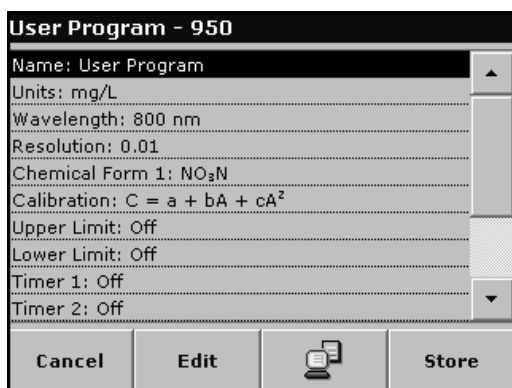 User Program - 950
Name: User Program
Units: mg/L
Wavelength: 800 nm
Resolution: 0.01
Chemical Form 1: NO₃N
Calibration: C = a + bA + cA²
Upper Limit: Off
Lower Limit: Off
Timer 1: Off
Timer 2: Off
Cancel Edit Store